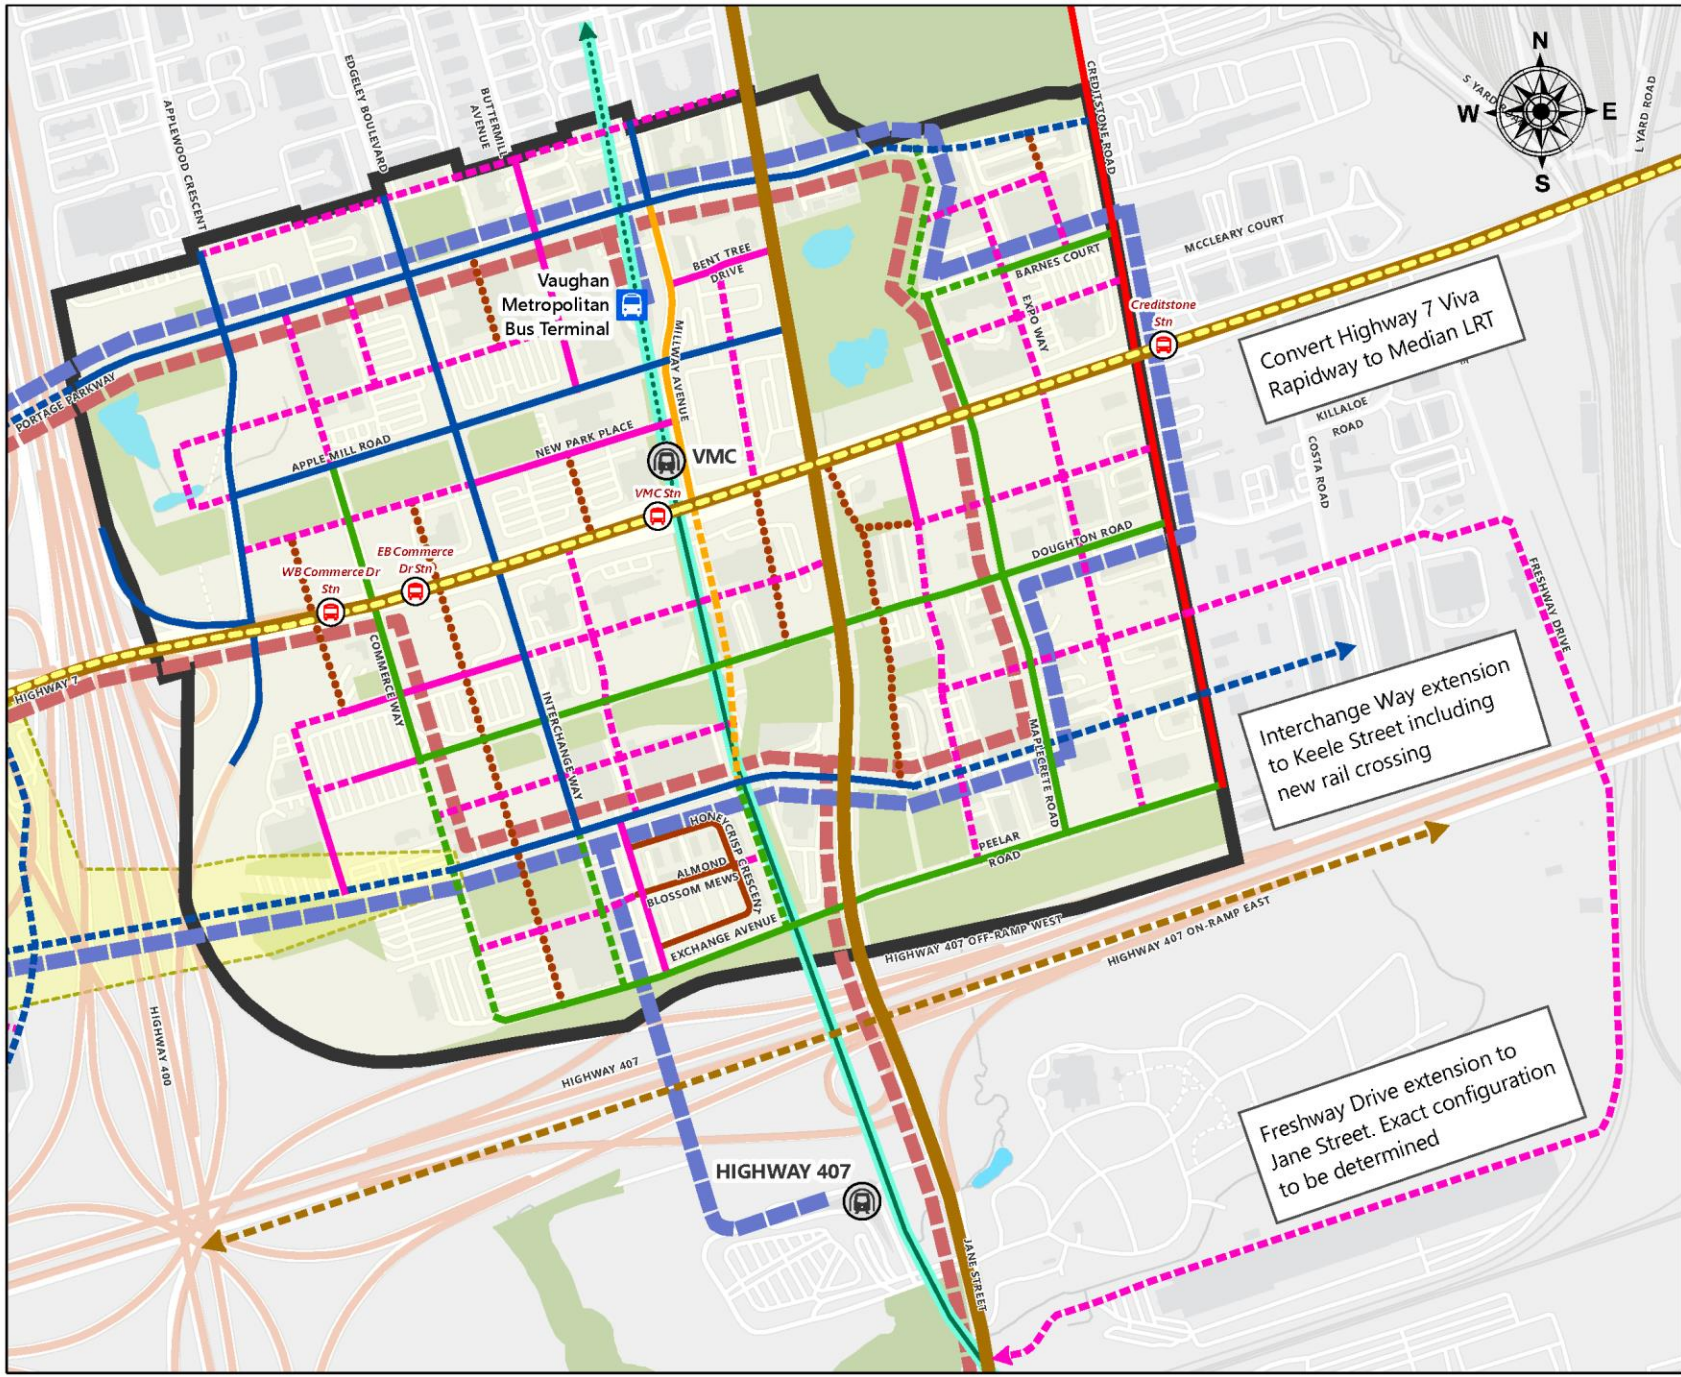 N
W
E
S
S YARD ROAD
L YARD ROAD
APPLEWOOD CRESCENT
EDGELEY BOULEVARD
BUTTERMILL
AVENUE
CREDITSTONE ROAD
MCCLEARY COURT
BENT TREE
DRIVE
BARNES COURT
EXPO WAY
Vaughan
Metropolitan
Bus Terminal
MILLWAY AVENUE
Creditstone
Stn
Convert Highway 7 Viva
Rapidway to Median LRT
PORTAGE PARKWAY
KILLALOE
ROAD
COSTA ROAD
APPLE MILL ROAD
NEW PARK PLACE
VMC
VMC Stn
DOUGHTON ROAD
EB Commerce
Dr Stn
WB Commerce Dr
Stn
FRESHWAY DRIVE
HIGHWAY 7
COMMERCE WAY
INTERCHANGE WAY
MAPLECRETE ROAD
Interchange Way extension
to Keele Street including
new rail crossing
HONEYCRISP CRESCENT
ALMOND
BLOSSOM MEWS
PEELAR
ROAD
EXCHANGE AVENUE
HIGHWAY 407 OFF-RAMP WEST
HIGHWAY 407 ON-RAMP EAST
HIGHWAY 400
HIGHWAY 407
Freshway Drive extension to
Jane Street. Exact configuration
to be determined
HIGHWAY 407
JANE STREET